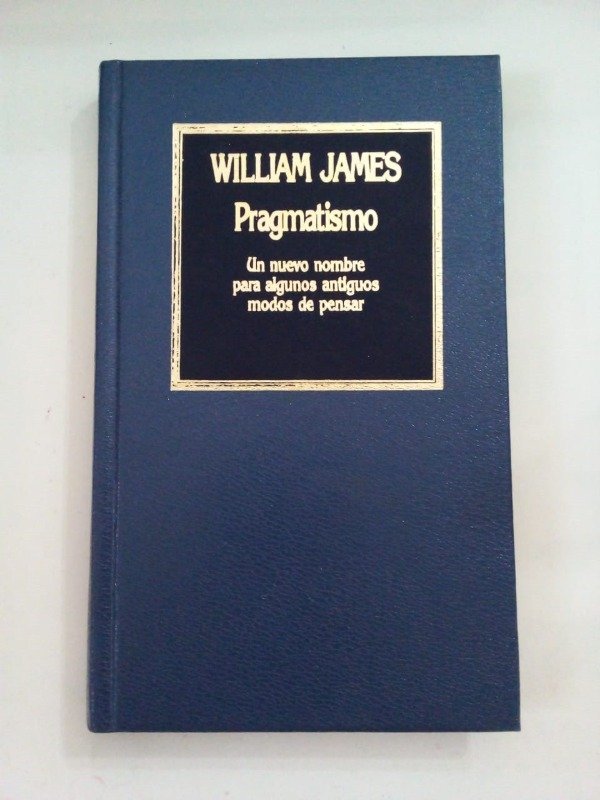 WILLIAM JAMES
Pragmatismo
Un nuevo nombre
para algunos antiguos
modos de pensar